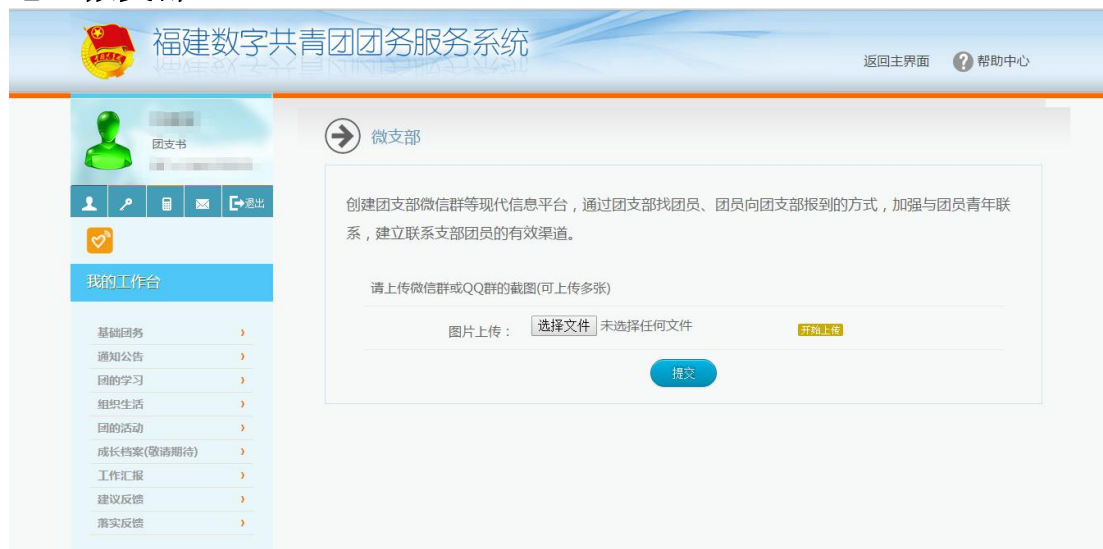 福建数字共青团团务服务系统
返回主界面
帮助中心
团支书
退出
我的工作台
基础团务
通知公告
团的学习
组织生活
团的活动
成长档案(敬请期待)
工作汇报
建议反馈
落实反馈
微支部
创建团支部微信群等现代信息平台，通过团支部找团员、团员向团支部报到的方式，加强与团员青年联
系，建立联系支部团员的有效渠道。
请上传微信群或QQ群的截图(可上传多张)
图片上传： 选择文件 未选择任何文件 开始上传
提交